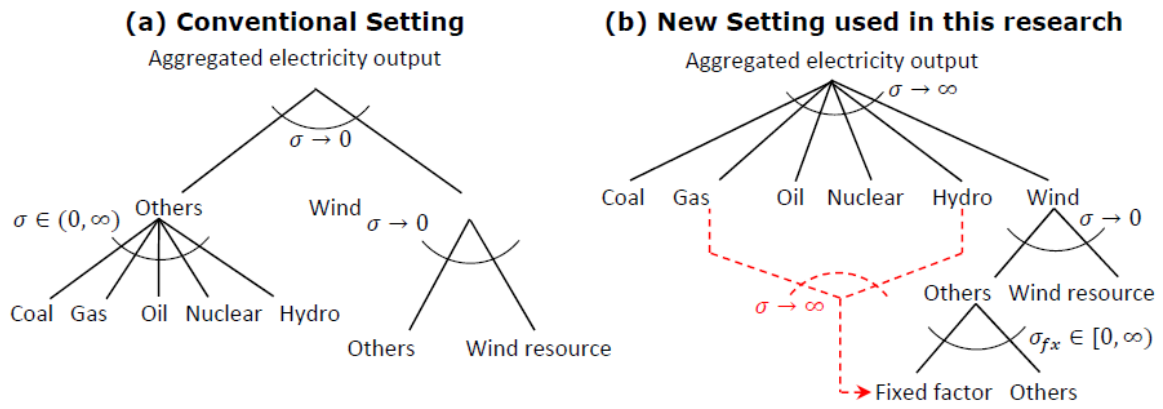 (a) Conventional Setting
Aggregated electricity output
σ → 0
Others
Wind
σ ∈ (0, ∞)
σ → 0
Coal Gas Oil Nuclear Hydro
Others Wind resource
(b) New Setting used in this research
Aggregated electricity output
σ → ∞
Coal Gas Oil Nuclear Hydro Wind
σ → 0
σ → ∞
Others Wind resource
σ_{fx} ∈ [0, ∞)
Fixed factor Others